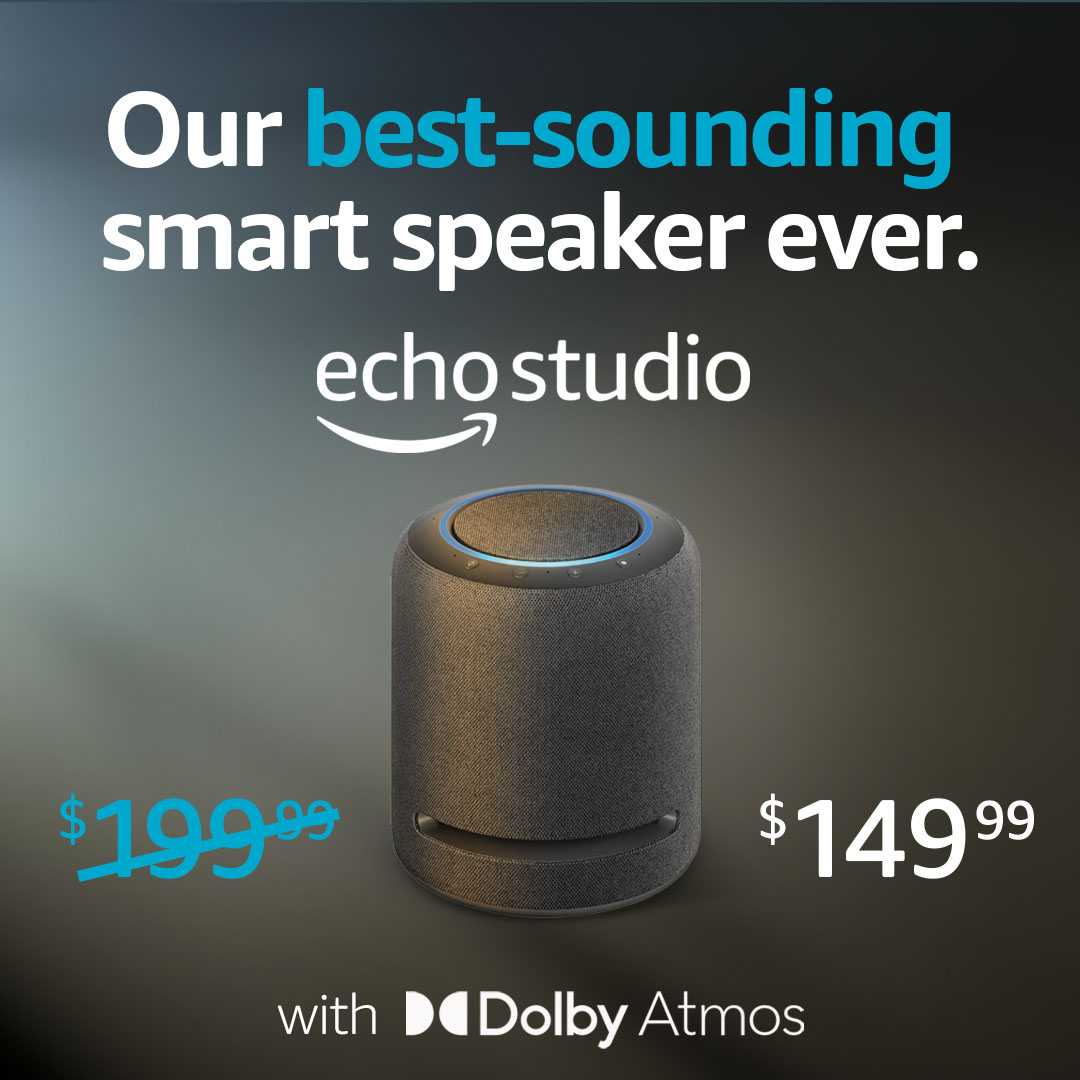 Our best-sounding
smart speaker ever.
echo studio
$199.99
$149.99
with Dolby Atmos